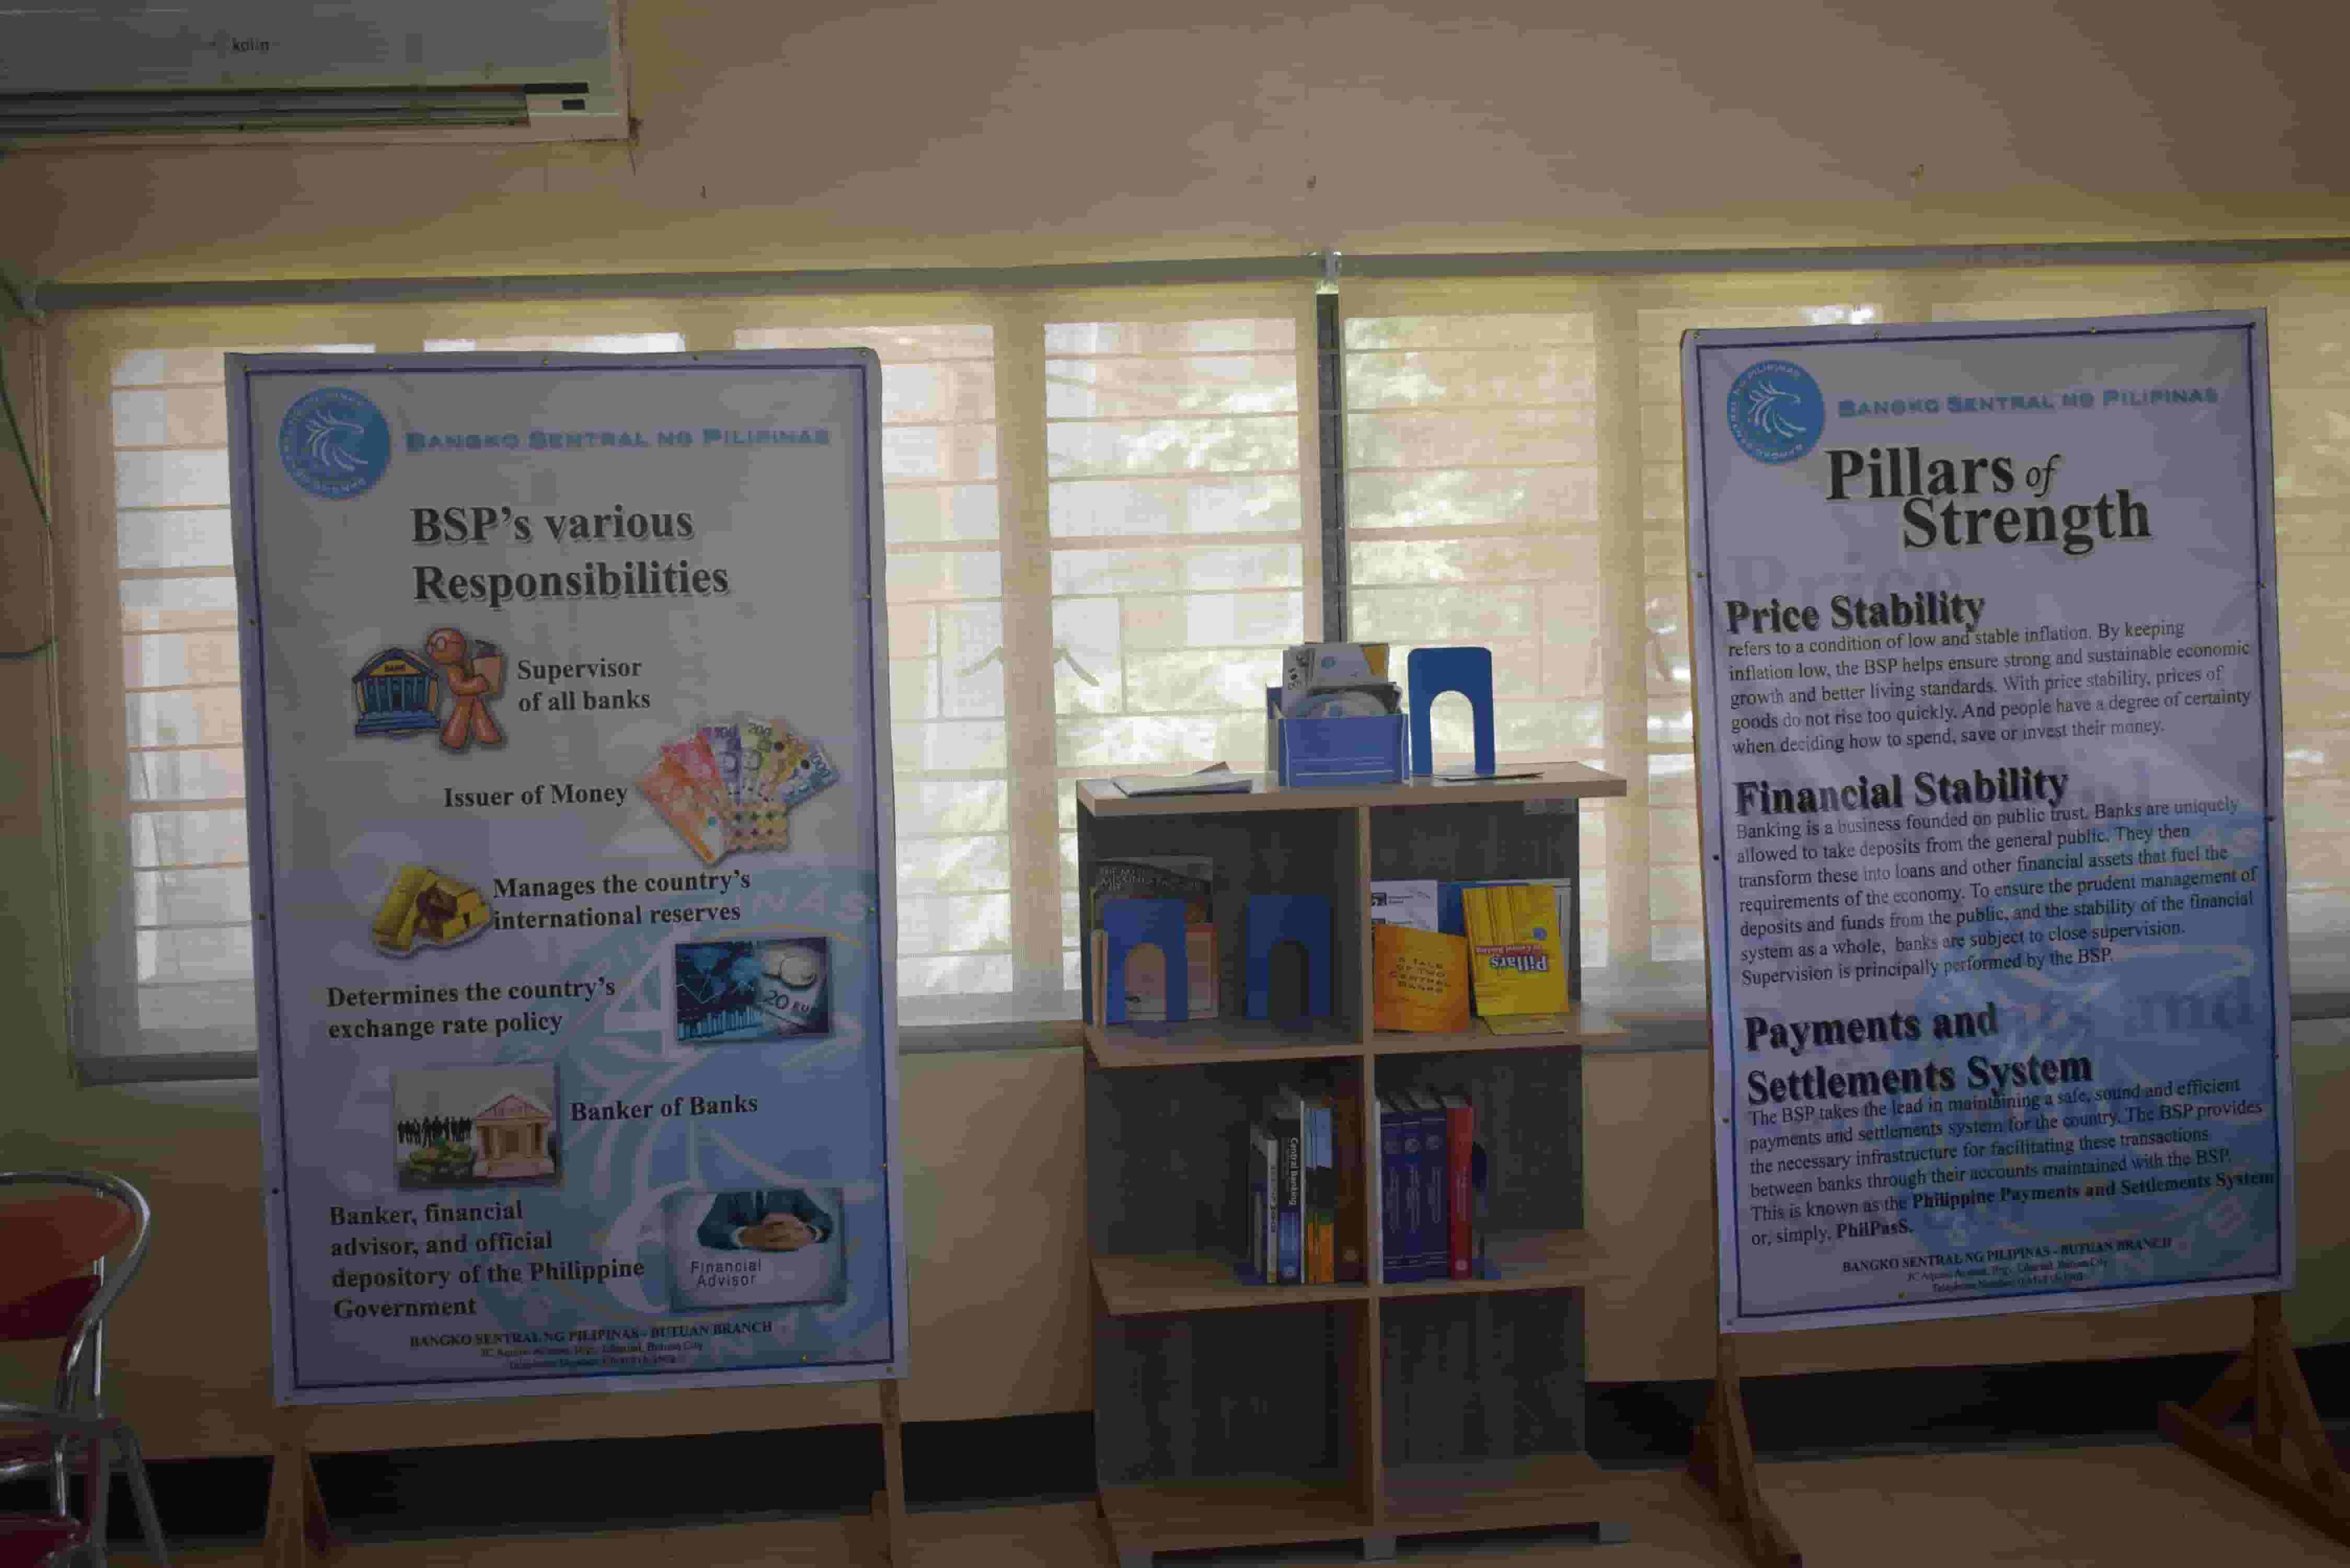 kolin
BANGKO SENTRAL NG PILIPINAS
BSP's various
Responsibilities
BANK
Supervisor
of all banks
Issuer of Money
Manages the country's
international reserves
Determines the country's
exchange rate policy
20 EU
Banker of Banks
Banker, financial
advisor, and official
depository of the Philippine
Government
Financial
Advisor
BANGKO SENTRAL NG PILIPINAS - BUTUAN BRANCH
A TALE
OF TWO
CENTRAL
BANKS
Pillars
Central Banking
BANGKO SENTRAL NG PILIPINAS
Pillars of
Strength
Price Stability
refers to a condition of low and stable inflation. By keeping
inflation low, the BSP helps ensure strong and sustainable economic
growth and better living standards. With price stability, prices of
goods do not rise too quickly. And people have a degree of certainty
when deciding how to spend, save or invest their money.
Financial Stability
Banking is a business founded on public trust. Banks are uniquely
allowed to take deposits from the general public. They then
transform these into loans and other financial assets that fuel the
requirements of the economy. To ensure the prudent management of
deposits and funds from the public, and the stability of the financial
system as a whole, banks are subject to close supervision.
Supervision is principally performed by the BSP.
Payments and
Settlements System
The BSP takes the lead in maintaining a safe, sound and efficient
payments and settlements system for the country. The BSP provides
the necessary infrastructure for facilitating these transactions
between banks through their accounts maintained with the BSP.
This is known as the Philippine Payments and Settlements System
or, simply, PhilPasS.
BANGKO SENTRAL NG PILIPINAS - BUTUAN BRANCH